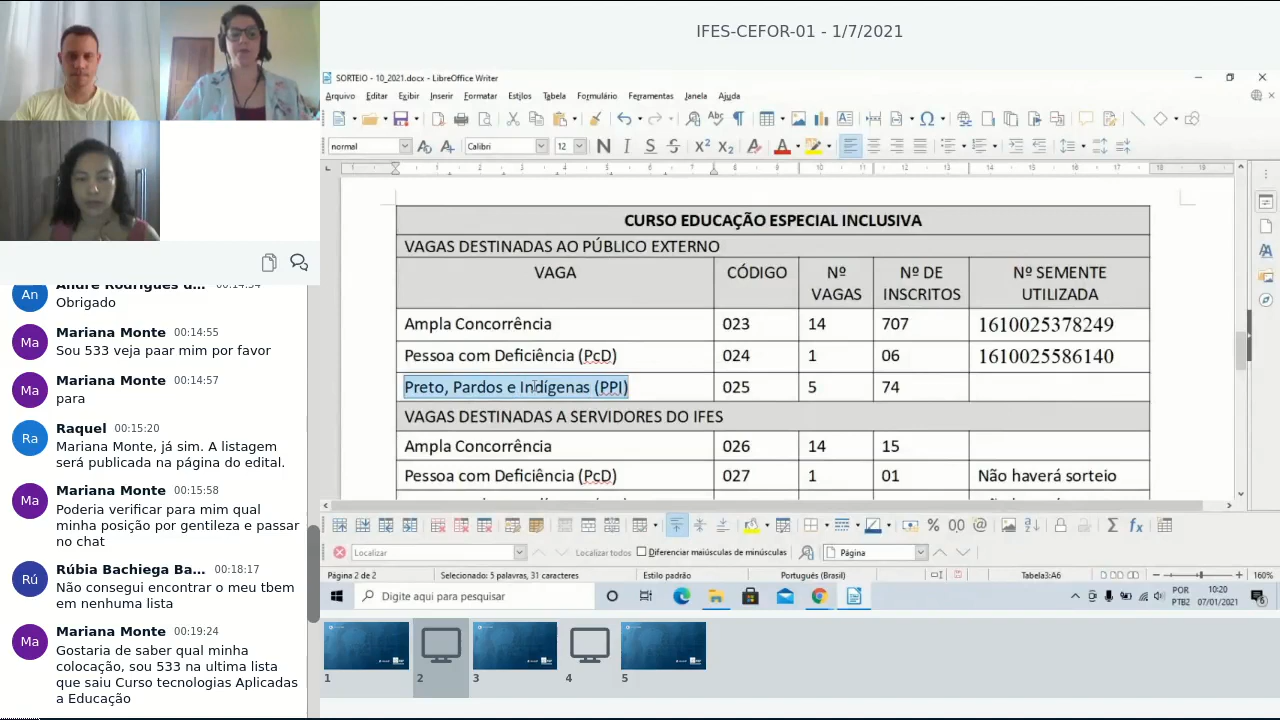 IFES-CEFOR-01 - 1/7/2021
SORTEIO - 10_2021.docx - LibreOffice Writer
Arquivo Editar Exibir Inserir Formatar Estilos Tabela Formulário Ferramentas Janela Ajuda
normal Calibri 12
CURSO EDUCAÇÃO ESPECIAL INCLUSIVA
VAGAS DESTINADAS AO PÚBLICO EXTERNO
VAGA CÓDIGO Nº VAGAS Nº DE INSCRITOS Nº SEMENTE UTILIZADA
Ampla Concorrência 023 14 707 1610025378249
Pessoa com Deficiência (PcD) 024 1 06 1610025586140
Preto, Pardos e Indígenas (PPI) 025 5 74
VAGAS DESTINADAS A SERVIDORES DO IFES
Ampla Concorrência 026 14 15
Pessoa com Deficiência (PcD) 027 1 01 Não haverá sorteio
Localizar Localizar todos Diferenciar maiúsculas de minúsculas Página
Página 2 de 2 Selecionado: 5 palavras, 31 caracteres Estilo padrão Português (Brasil) Tabela3:A6 160%
Digite aqui para pesquisar
POR
PTB2
10:20
07/01/2021
6
1
2
3
4
5
An
00:14:54
Obrigado
Ma
Mariana Monte 00:14:55
Sou 533 veja paar mim por favor
Ma
Mariana Monte 00:14:57
para
Ra
Raquel 00:15:20
Mariana Monte, já sim. A listagem
será publicada na página do edital.
Ma
Mariana Monte 00:15:58
Poderia verificar para mim qual
minha posição por gentileza e passar
no chat
Rú
Rúbia Bachiega Ba... 00:18:17
Não consegui encontrar o meu tbem
em nenhuma lista
Ma
Mariana Monte 00:19:24
Gostaria de saber qual minha
colocação, sou 533 na ultima lista
que saiu Curso tecnologias Aplicadas
a Educação